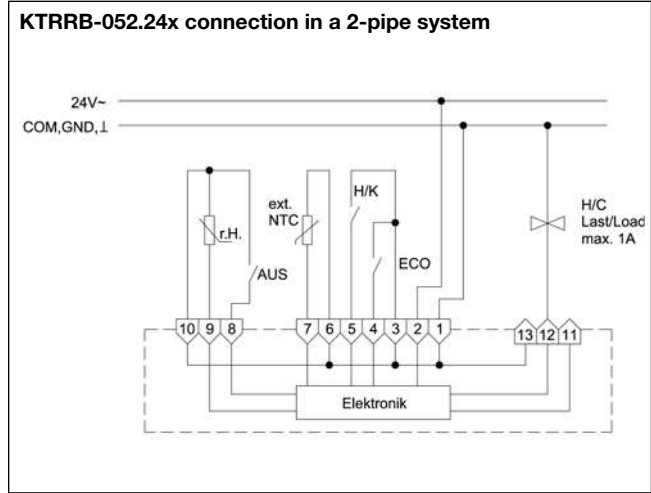 KTRRB-052.24x connection in a 2-pipe system
24V~
COM,GND,⊥
r.H.
AUS
ext.
NTC
H/K
ECO
H/C
Last/Load
max. 1A
10 9 8 7 6 5 4 3 2 1 13 12 11
Elektronik